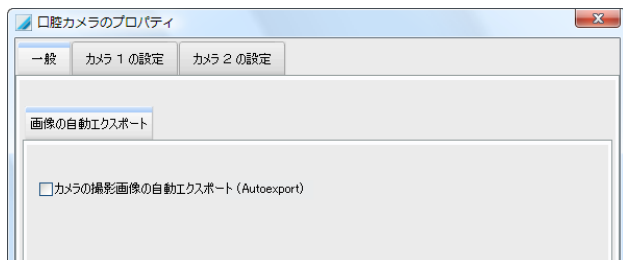 口腔カメラのプロパティ
一般 カメラ 1 の設定 カメラ 2 の設定
画像の自動エクスポート
カメラの撮影画像の自動エクスポート (Autoexport)